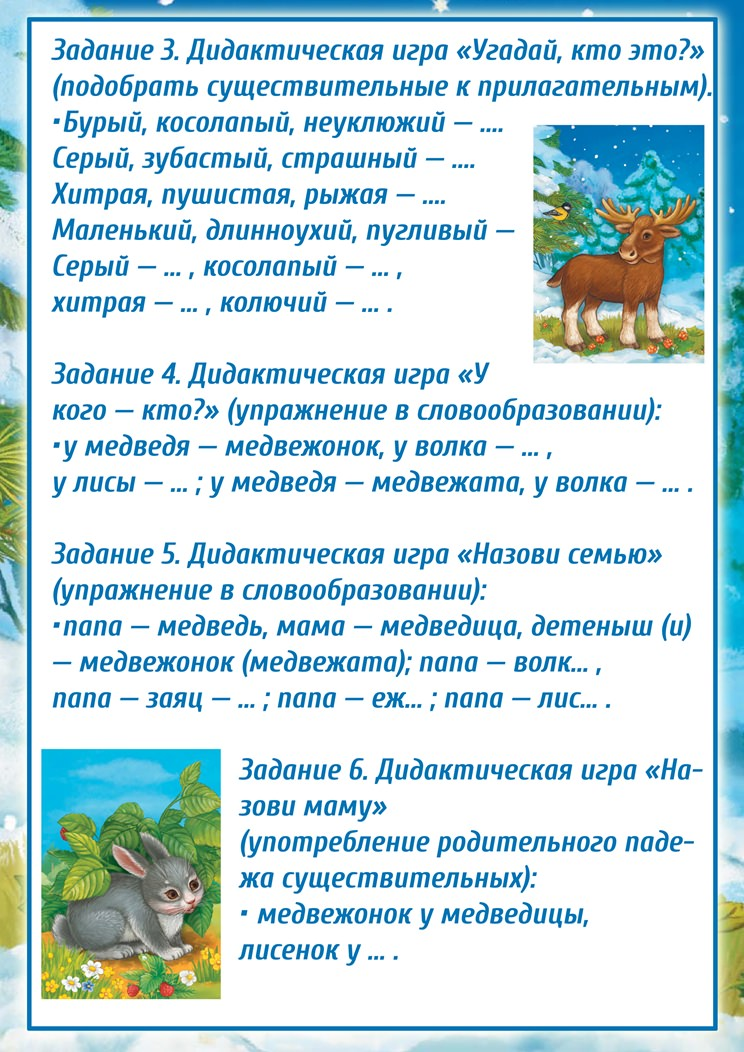 Задание 3. Дидактическая игра «Угадай, кто это?»
(подобрать существительные к прилагательным).
▪Бурый, косолапый, неуклюжий — ....
Серый, зубастый, страшный — ....
Хитрая, пушистая, рыжая — ....
Маленький, длинноухий, пугливый —
Серый — ... , косолапый — ... ,
хитрая — ... , колючий — ... .
Задание 4. Дидактическая игра «У
кого — кто?» (упражнение в словообразовании):
▪у медведя — медвежонок, у волка — ... ,
у лисы — ... ; у медведя — медвежата, у волка — ... .
Задание 5. Дидактическая игра «Назови семью»
(упражнение в словообразовании):
▪папа — медведь, мама — медведица, детеныш (и)
— медвежонок (медвежата); папа — волк... ,
папа — заяц — ... ; папа — еж... ; папа — лис... .
Задание 6. Дидактическая игра «На-
зови маму»
(употребление родительного паде-
жа существительных):
▪ медвежонок у медведицы,
лисенок у ... .